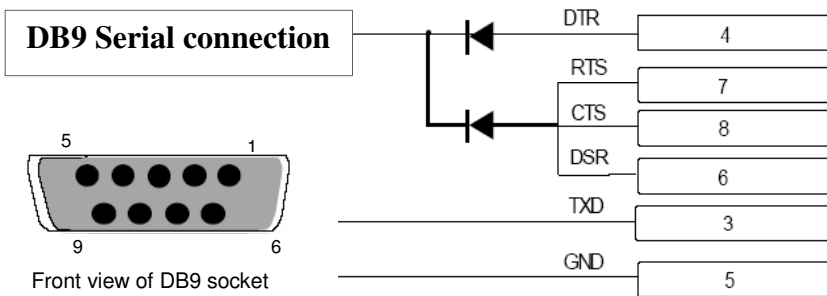 DB9 Serial connection
DTR 4
RTS 7
CTS 8
DSR 6
TXD 3
GND 5
5 1
9 6
Front view of DB9 socket